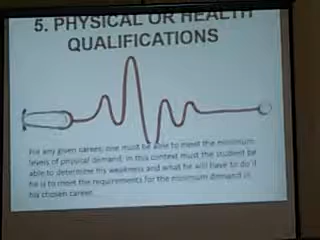 5. PHYSICAL OR HEALTH
QUALIFICATIONS
For any given career, one must be able to meet the minimum
levels of physical demand, in this context must the student be
able to determine his weakness and what he will have to do if
he is to meet the requirements for the minimum demand in
his chosen career.